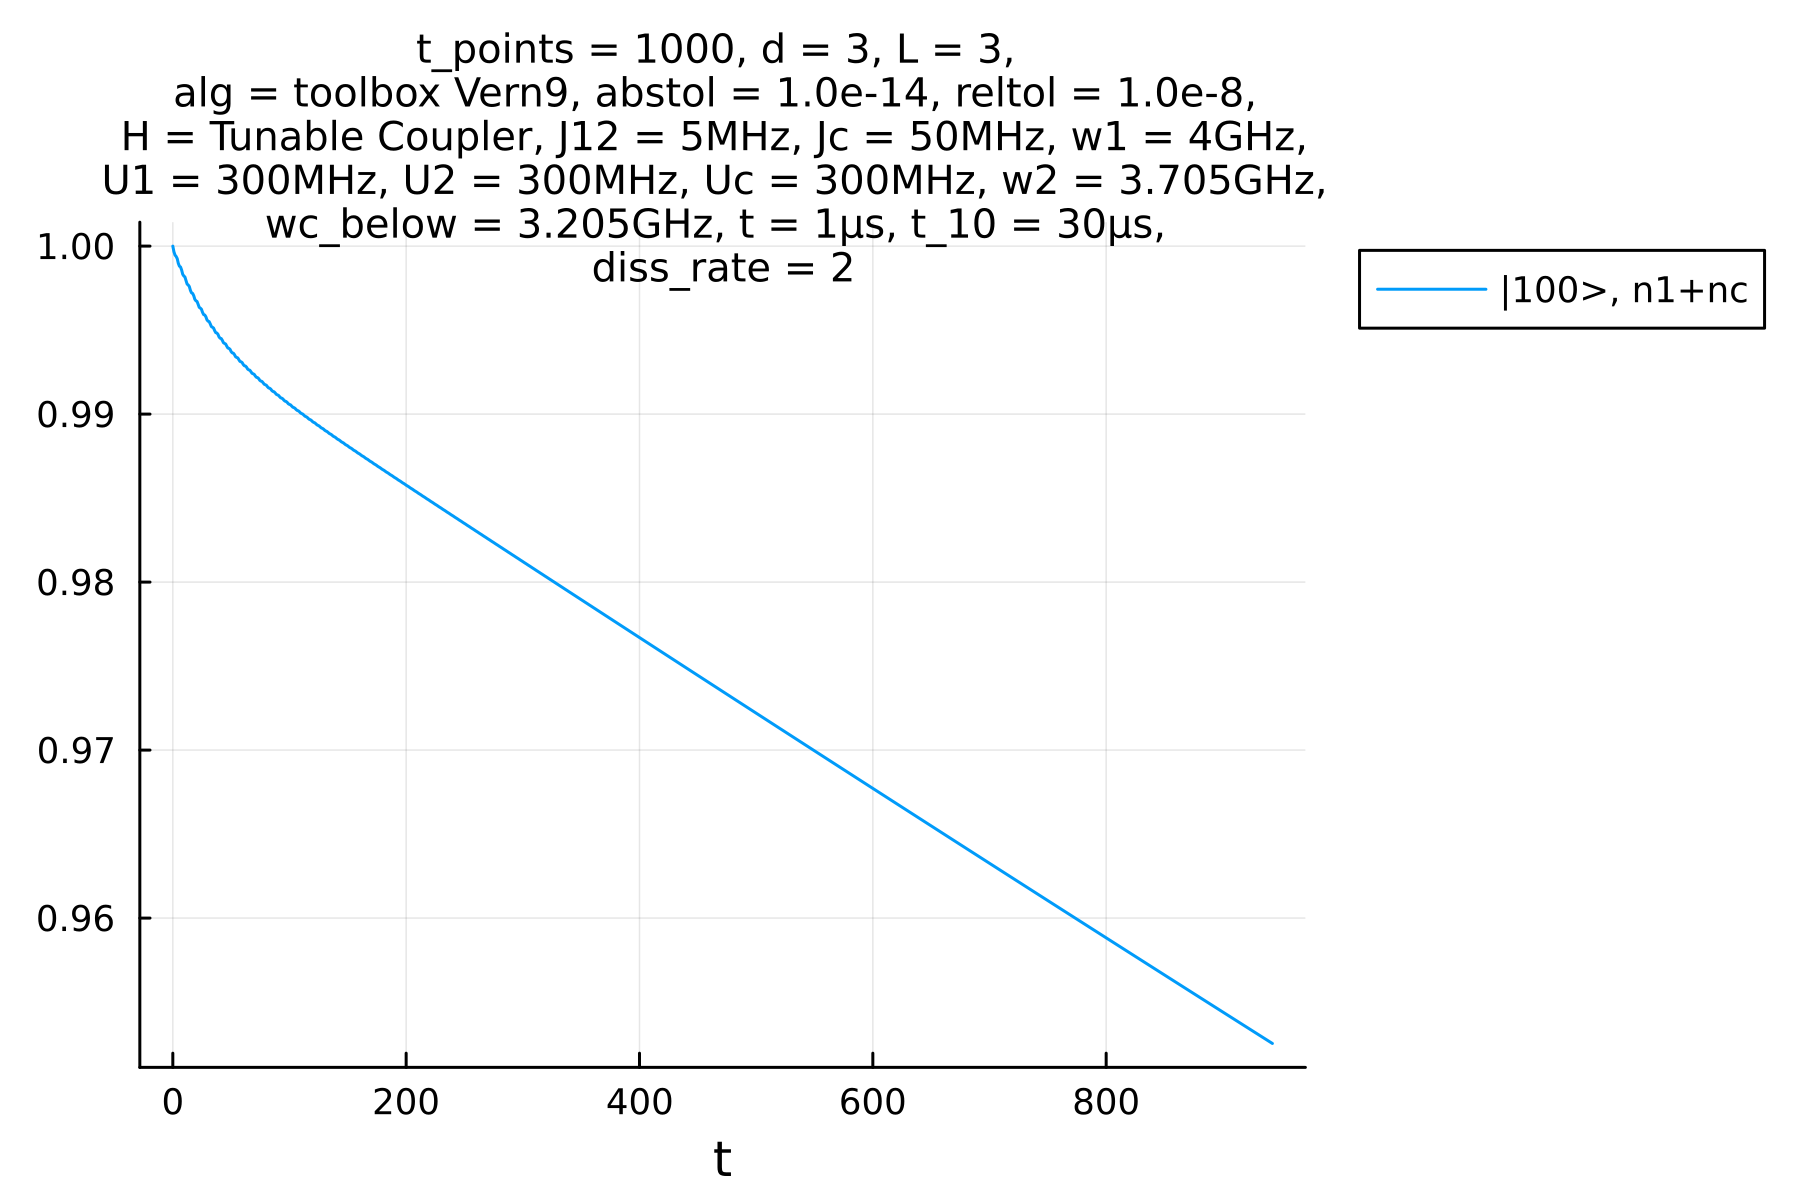 t_points = 1000, d = 3, L = 3,
alg = toolbox Vern9, abstol = 1.0e-14, reltol = 1.0e-8,
H = Tunable Coupler, J12 = 5MHz, Jc = 50MHz, w1 = 4GHz,
U1 = 300MHz, U2 = 300MHz, Uc = 300MHz, w2 = 3.705GHz,
wc_below = 3.205GHz, t = 1μs, t_10 = 30μs,
diss_rate = 2
1.00
0.99
0.98
0.97
0.96
0 200 400 600 800
t
|100>, n1+nc